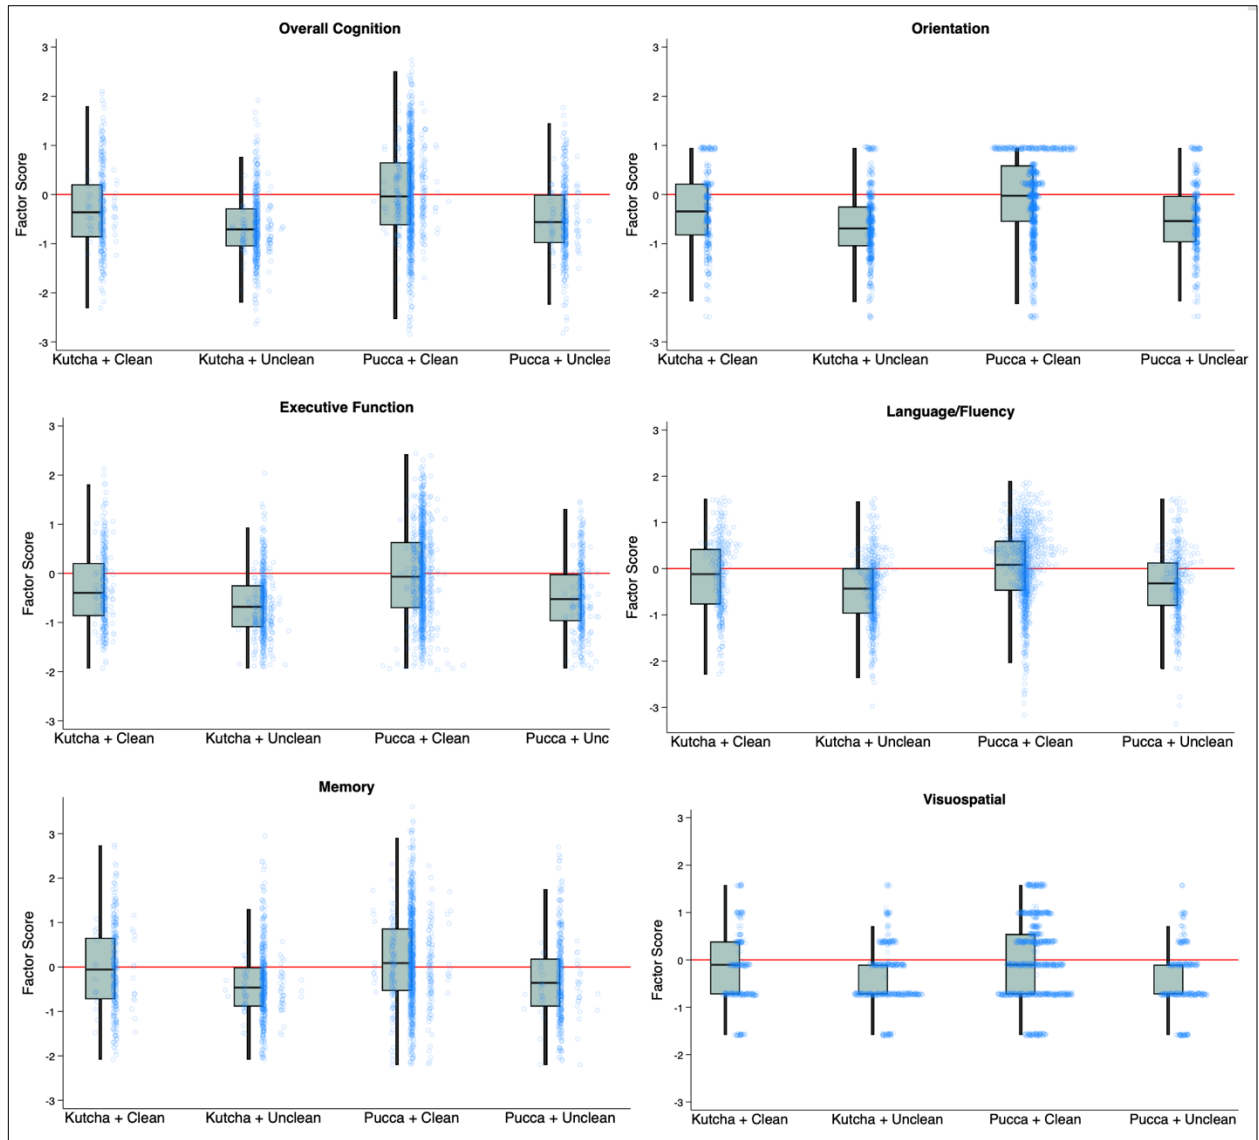 Overall Cognition
3
2
1
0
-1
-2
-3
Factor Score
Kutcha + Clean
Kutcha + Unclean
Pucca + Clean
Pucca + Unclea
Orientation
3
2
1
0
-1
-2
-3
Factor Score
Kutcha + Clean
Kutcha + Unclean
Pucca + Clean
Pucca + Unclear
Executive Function
3
2
1
0
-1
-2
-3
Factor Score
Kutcha + Clean
Kutcha + Unclean
Pucca + Clean
Pucca + Unc
Language/Fluency
3
2
1
0
-1
-2
-3
Factor Score
Kutcha + Clean
Kutcha + Unclean
Pucca + Clean
Pucca + Unclean
Memory
3
2
1
0
-1
-2
-3
Factor Score
Kutcha + Clean
Kutcha + Unclean
Pucca + Clean
Pucca + Unclean
Visuospatial
3
2
1
0
-1
-2
-3
Factor Score
Kutcha + Clean
Kutcha + Unclean
Pucca + Clean
Pucca + Unclean